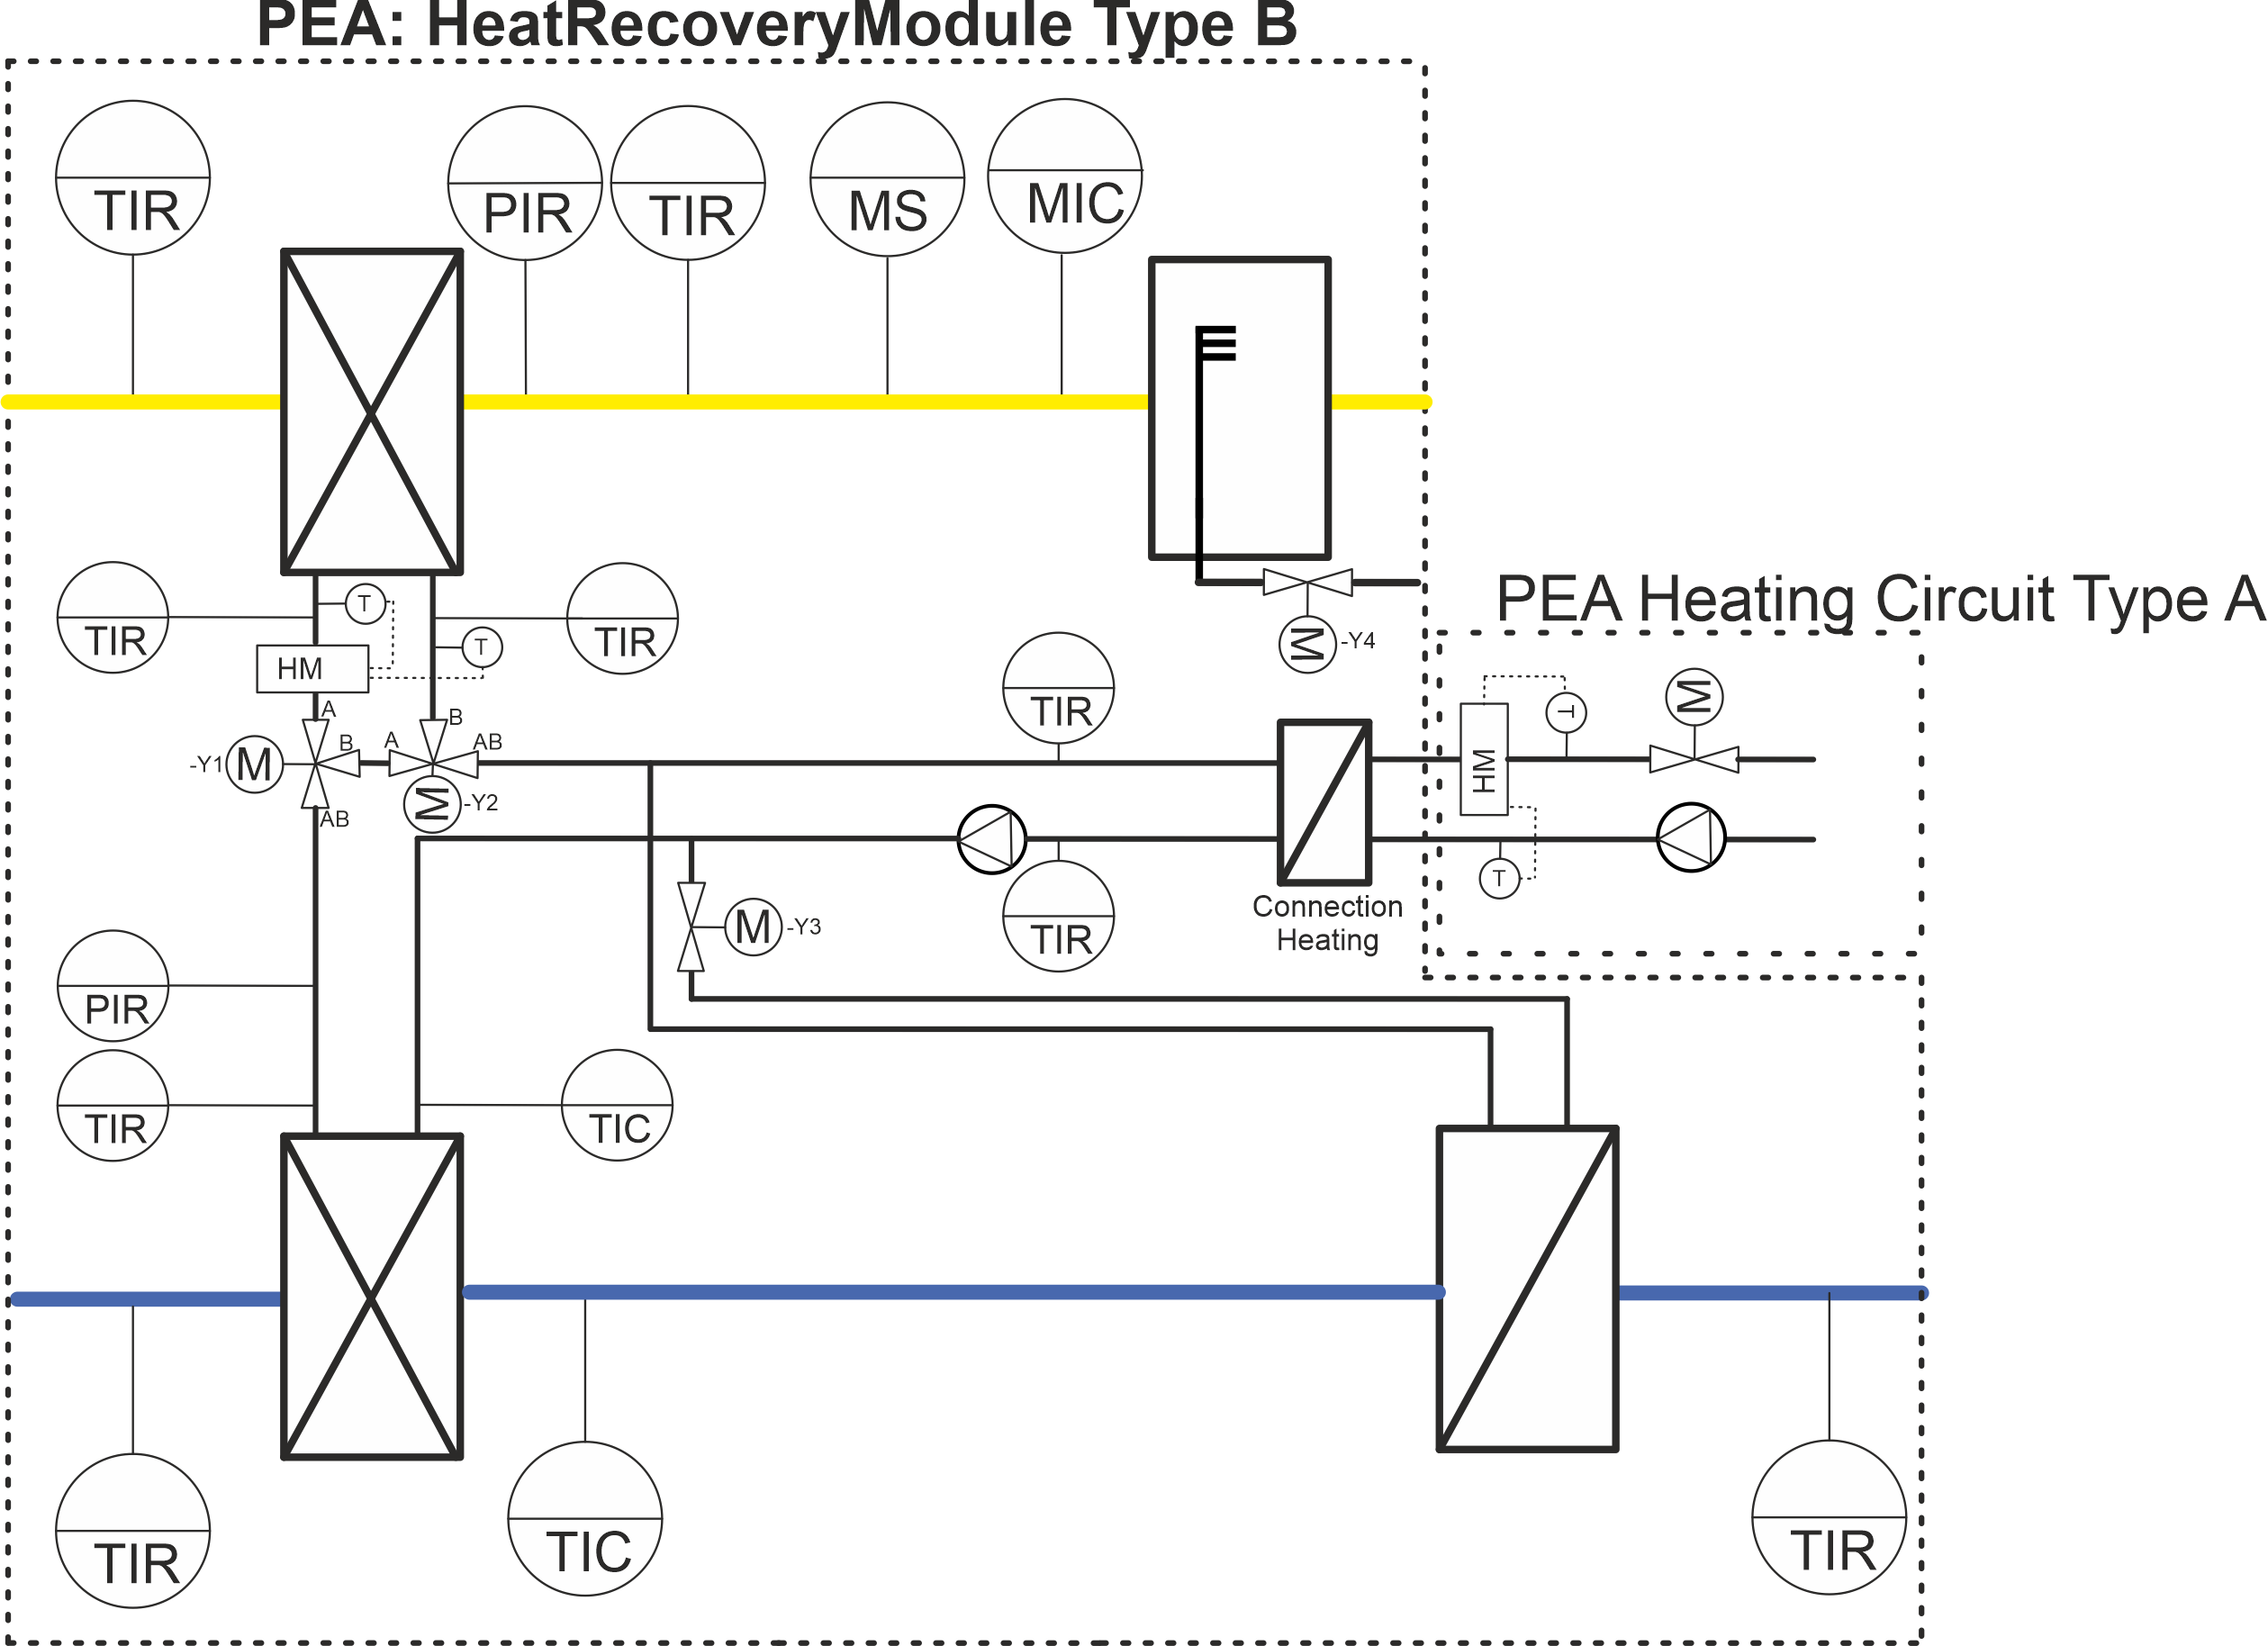 PEA: HeatRecoveryModule Type B
TIR
PIR
TIR
MS
MIC
PEA Heating Circuit Type A
TIR
T
TIR
T
HM
-Y4
M
TIR
T
M
A
B
A
B
AB
-Y1
M
M
-Y2
AB
HM
T
Connection
Heating
TIR
M
-Y3
PIR
TIR
TIC
TIR
TIC
TIR